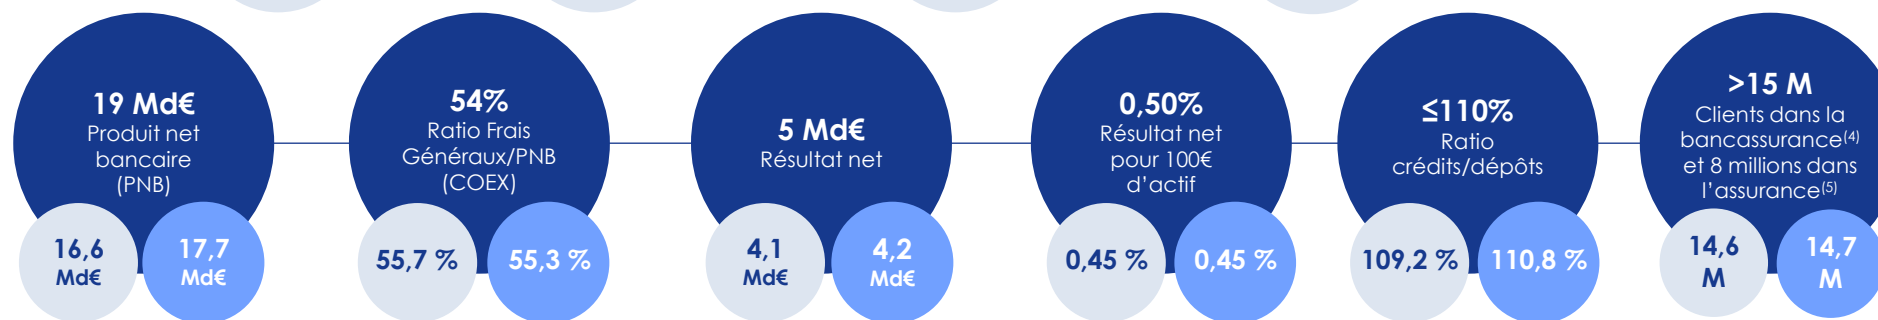 19 Md€
Produit net
bancaire
(PNB)
16,6
Md€
17,7
Md€
54%
Ratio Frais
Généraux/PNB
(COEX)
55,7 %
55,3 %
5 Md€
Résultat net
4,1
Md€
4,2
Md€
0,50%
Résultat net
pour 100€
d’actif
0,45 %
0,45 %
≤110%
Ratio
crédits/dépôts
109,2 %
110,8 %
>15 M
Clients dans la
bancassurance(4)
et 8 millions dans
l’assurance(5)
14,6
M
14,7
M